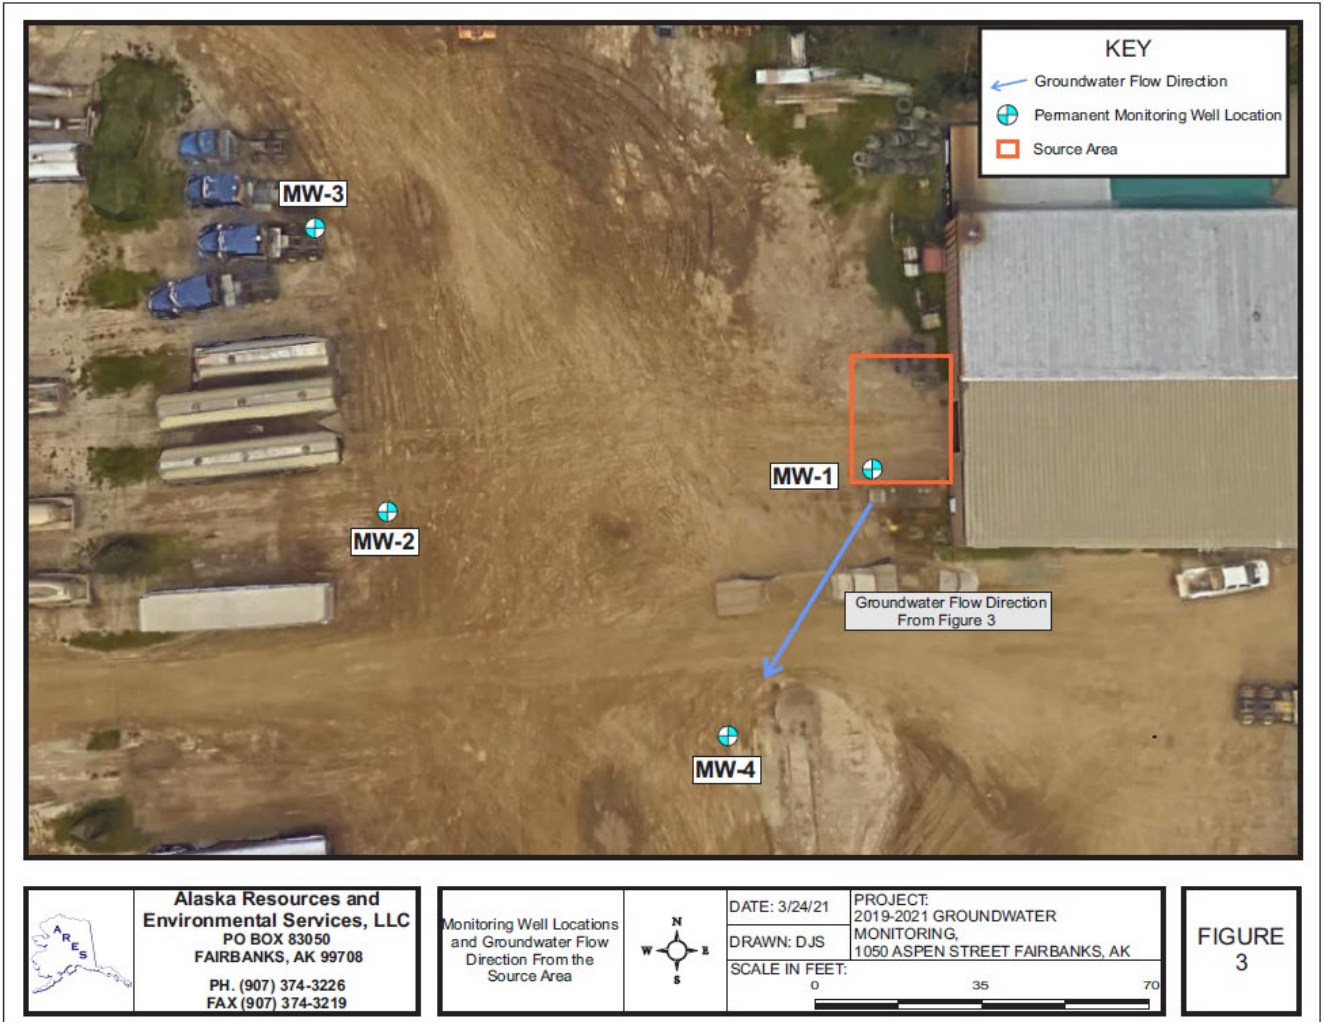 KEY
Groundwater Flow Direction
Permanent Monitoring Well Location
Source Area
MW-3
MW-1
MW-2
Groundwater Flow Direction
From Figure 3
MW-4
ARES
Alaska Resources and
Environmental Services, LLC
PO BOX 83050
FAIRBANKS, AK 99708
PH. (907) 374-3226
FAX (907) 374-3219
Monitoring Well Locations
and Groundwater Flow
Direction From the
Source Area
N
W E
S
DATE: 3/24/21
DRAWN: DJS
PROJECT:
2019-2021 GROUNDWATER
MONITORING,
1050 ASPEN STREET FAIRBANKS, AK
SCALE IN FEET:
0 35 70
FIGURE
3